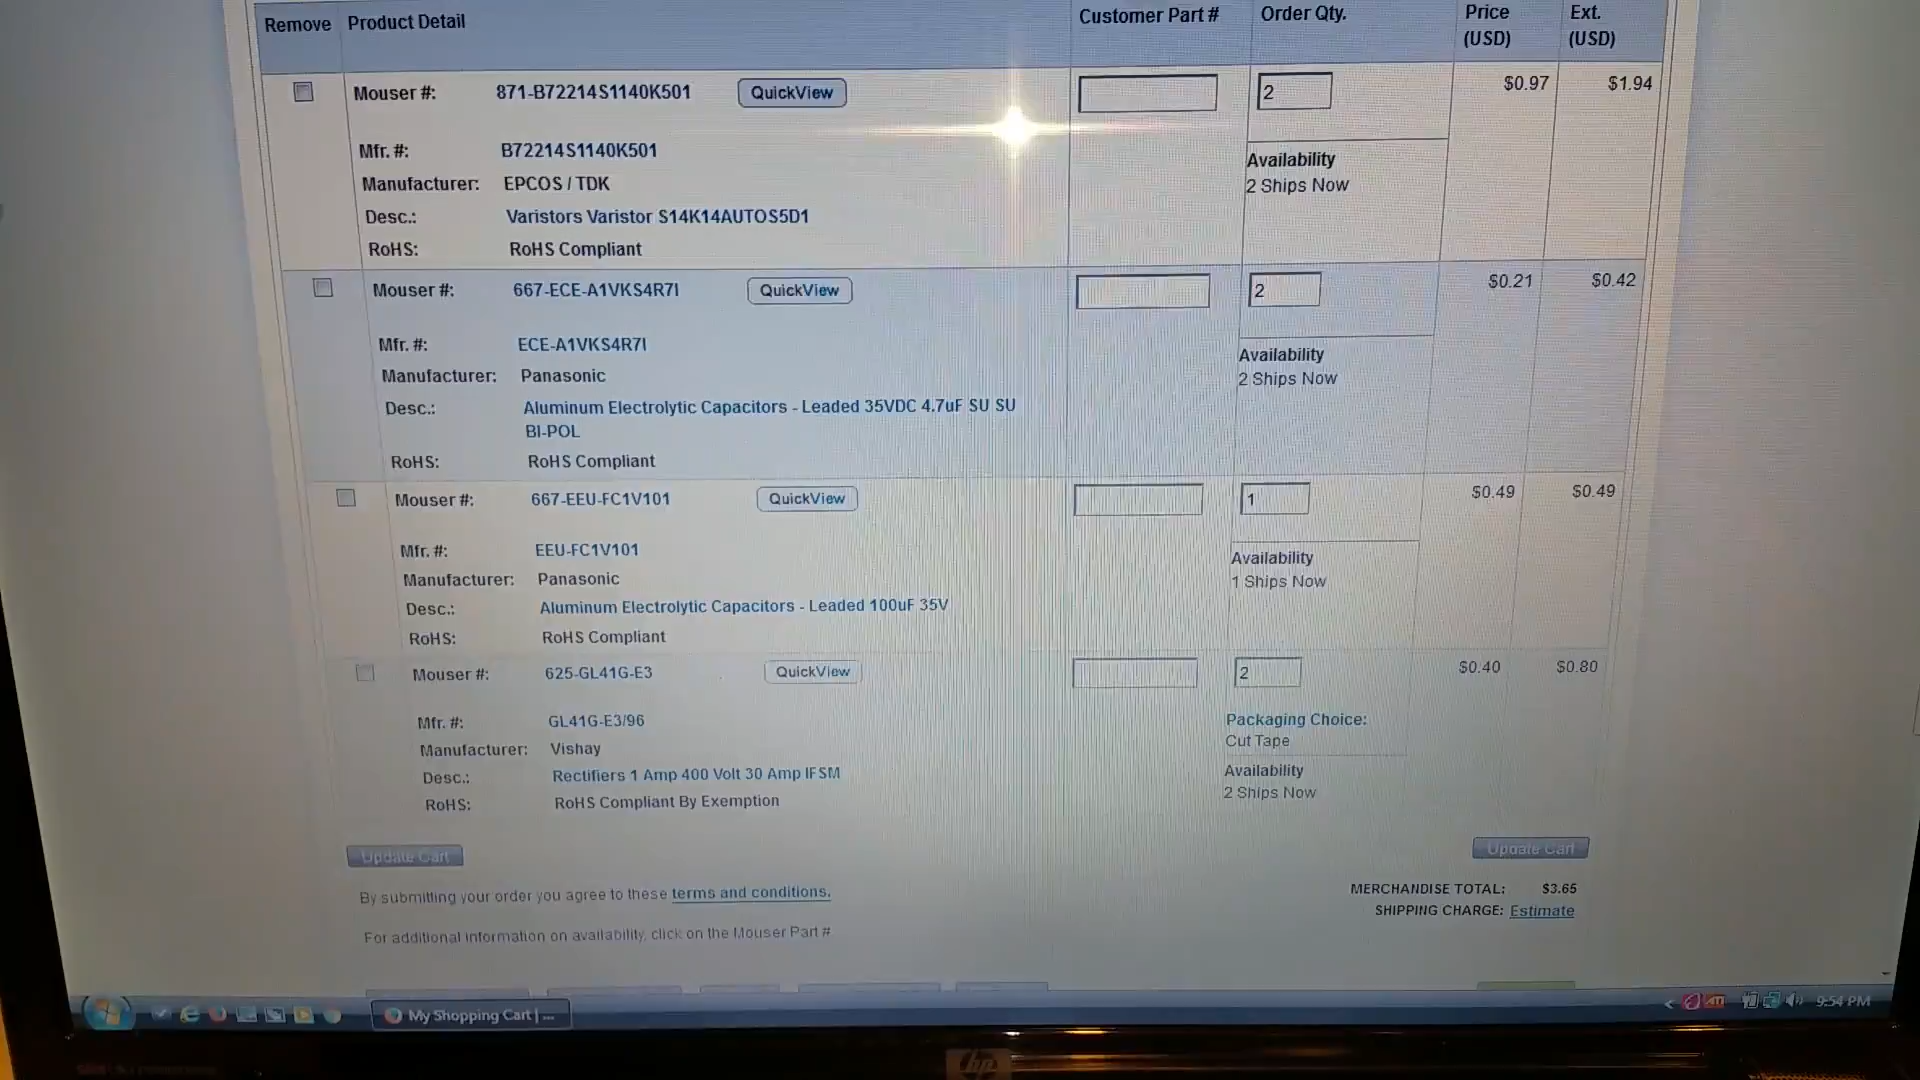 Remove Product Detail Customer Part # Order Qty. Price (USD) Ext. (USD)
Mouser #: 871-B72214S1140K501 QuickView 2 $0.97 $1.94
Mfr. #: B72214S1140K501
Availability
Manufacturer: EPCOS / TDK
2 Ships Now
Desc.: Varistors Varistor S14K14AUTOS5D1
RoHS: RoHS Compliant
Mouser #: 667-ECE-A1VKS4R7I QuickView 2 $0.21 $0.42
Mfr. #: ECE-A1VKS4R7I
Availability
Manufacturer: Panasonic
2 Ships Now
Desc.: Aluminum Electrolytic Capacitors - Leaded 35VDC 4.7uF SU SU
BI-POL
RoHS: RoHS Compliant
Mouser #: 667-EEU-FC1V101 QuickView 1 $0.49 $0.49
Mfr. #: EEU-FC1V101
Availability
Manufacturer: Panasonic
1 Ships Now
Desc.: Aluminum Electrolytic Capacitors - Leaded 100uF 35V
RoHS: RoHS Compliant
Mouser #: 625-GL41G-E3 QuickView 2 $0.40 $0.80
Mfr. #: GL41G-E3/96
Packaging Choice:
Cut Tape
Manufacturer: Vishay
Desc.: Rectifiers 1 Amp 400 Volt 30 Amp IFSM
Availability
2 Ships Now
RoHS: RoHS Compliant By Exemption
Update Cart Update Cart
By submitting your order you agree to these terms and conditions.
MERCHANDISE TOTAL: $3.65
SHIPPING CHARGE: Estimate
For additional information on availability, click on the Mouser Part #
My Shopping Cart | ...
ATI
9:54 PM
hp